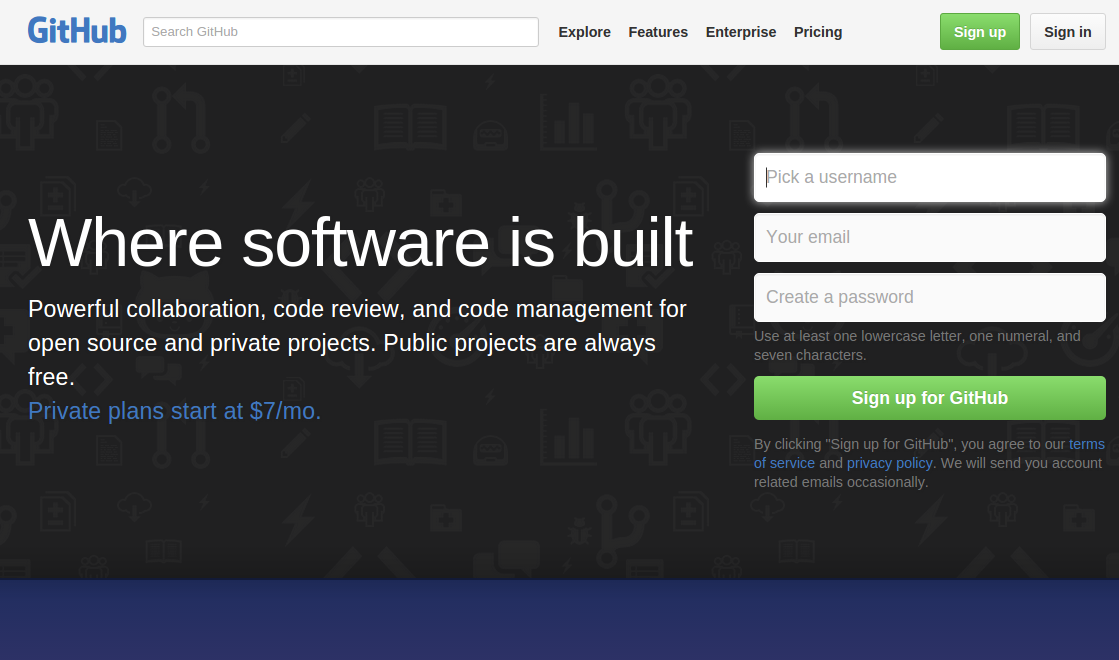 GitHub
Search GitHub
Explore Features Enterprise Pricing
Sign up
Sign in
Where software is built
Powerful collaboration, code review, and code management for
open source and private projects. Public projects are always
free.
Private plans start at $7/mo.
Pick a username
Your email
Create a password
Use at least one lowercase letter, one numeral, and
seven characters.
Sign up for GitHub
By clicking "Sign up for GitHub", you agree to our terms
of service and privacy policy. We will send you account
related emails occasionally.